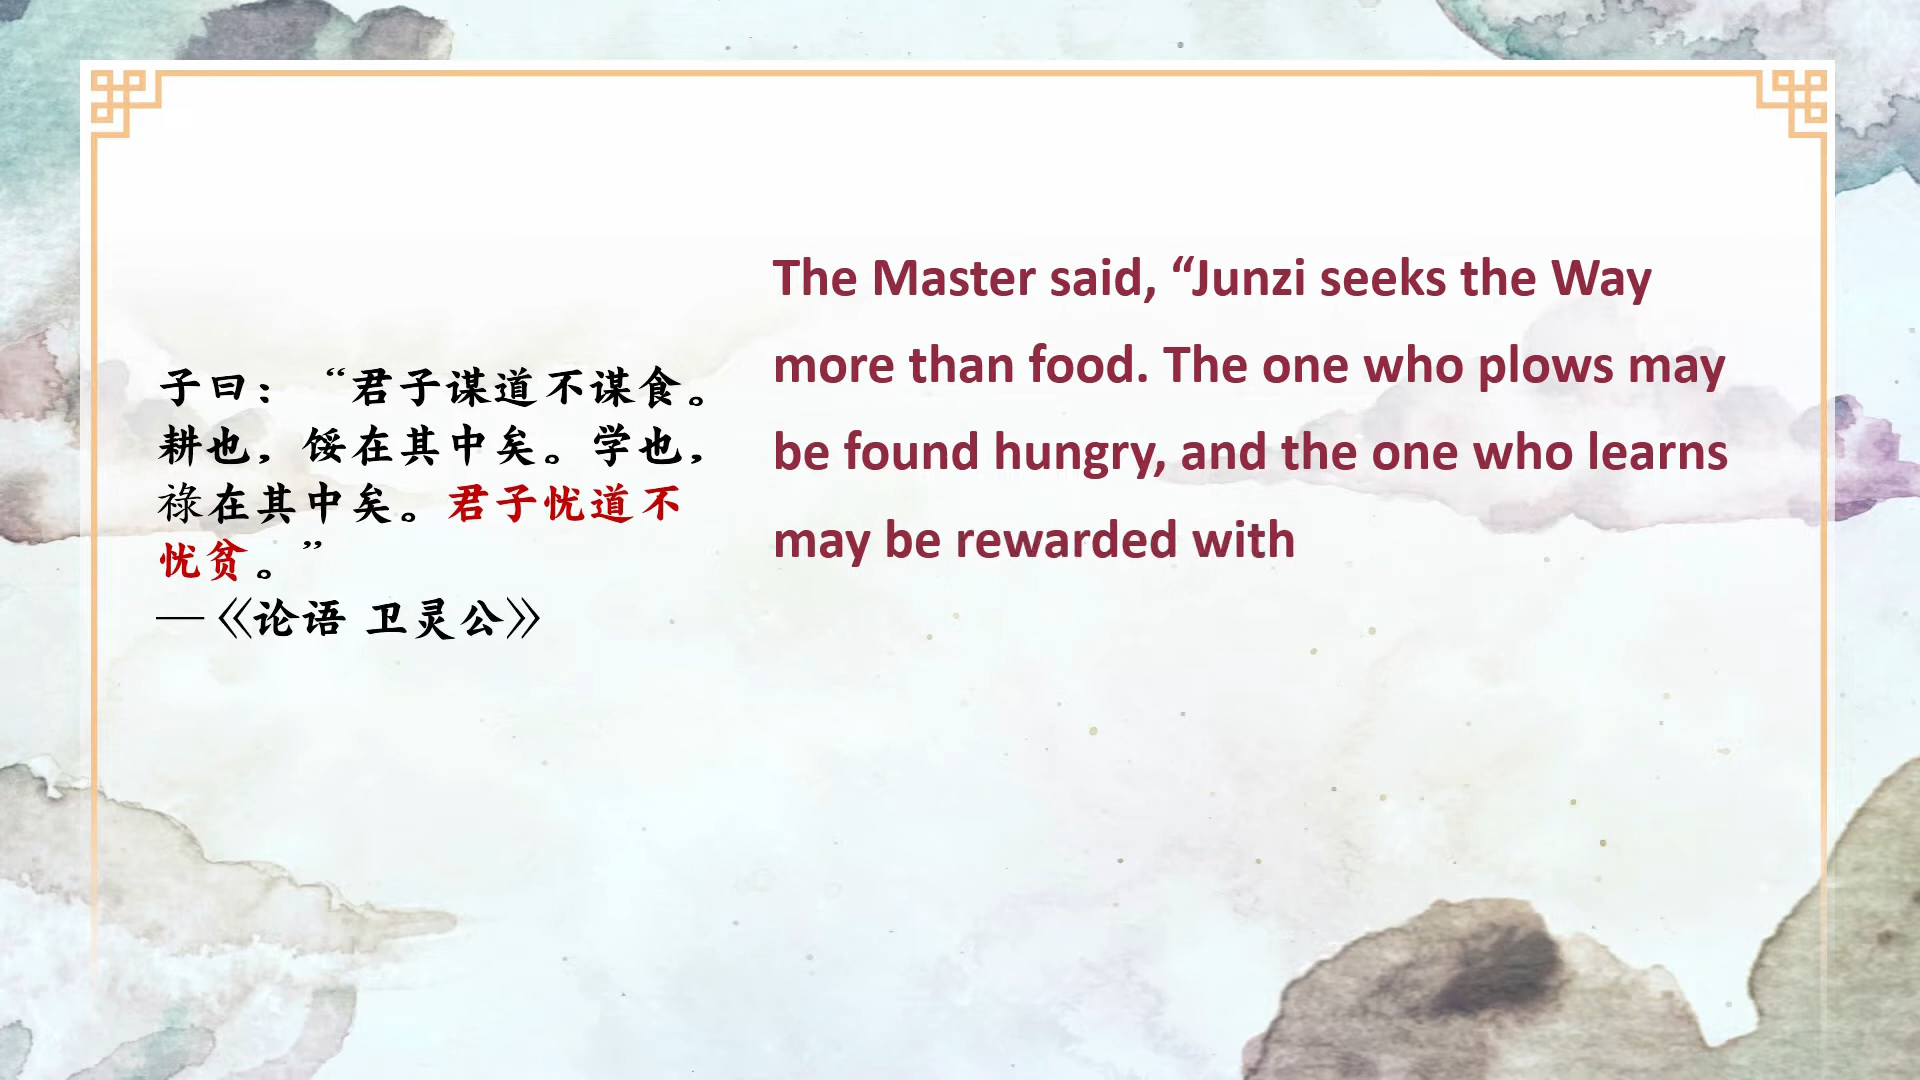 子曰：“君子谋道不谋食。
耕也，馁在其中矣。学也，
禄在其中矣。君子忧道不
忧贫。”
—《论语 卫灵公》
The Master said, “Junzi seeks the Way
more than food. The one who plows may
be found hungry, and the one who learns
may be rewarded with